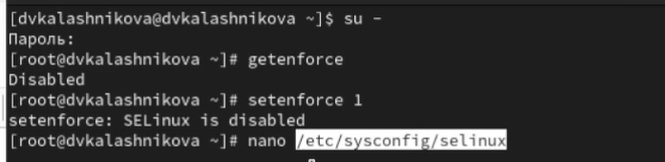 [dvkalashnikova@dvkalashnikova ~]$ su -
Пароль:
[root@dvkalashnikova ~]# getenforce
Disabled
[root@dvkalashnikova ~]# setenforce 1
setenforce: SELinux is disabled
[root@dvkalashnikova ~]# nano /etc/sysconfig/selinux